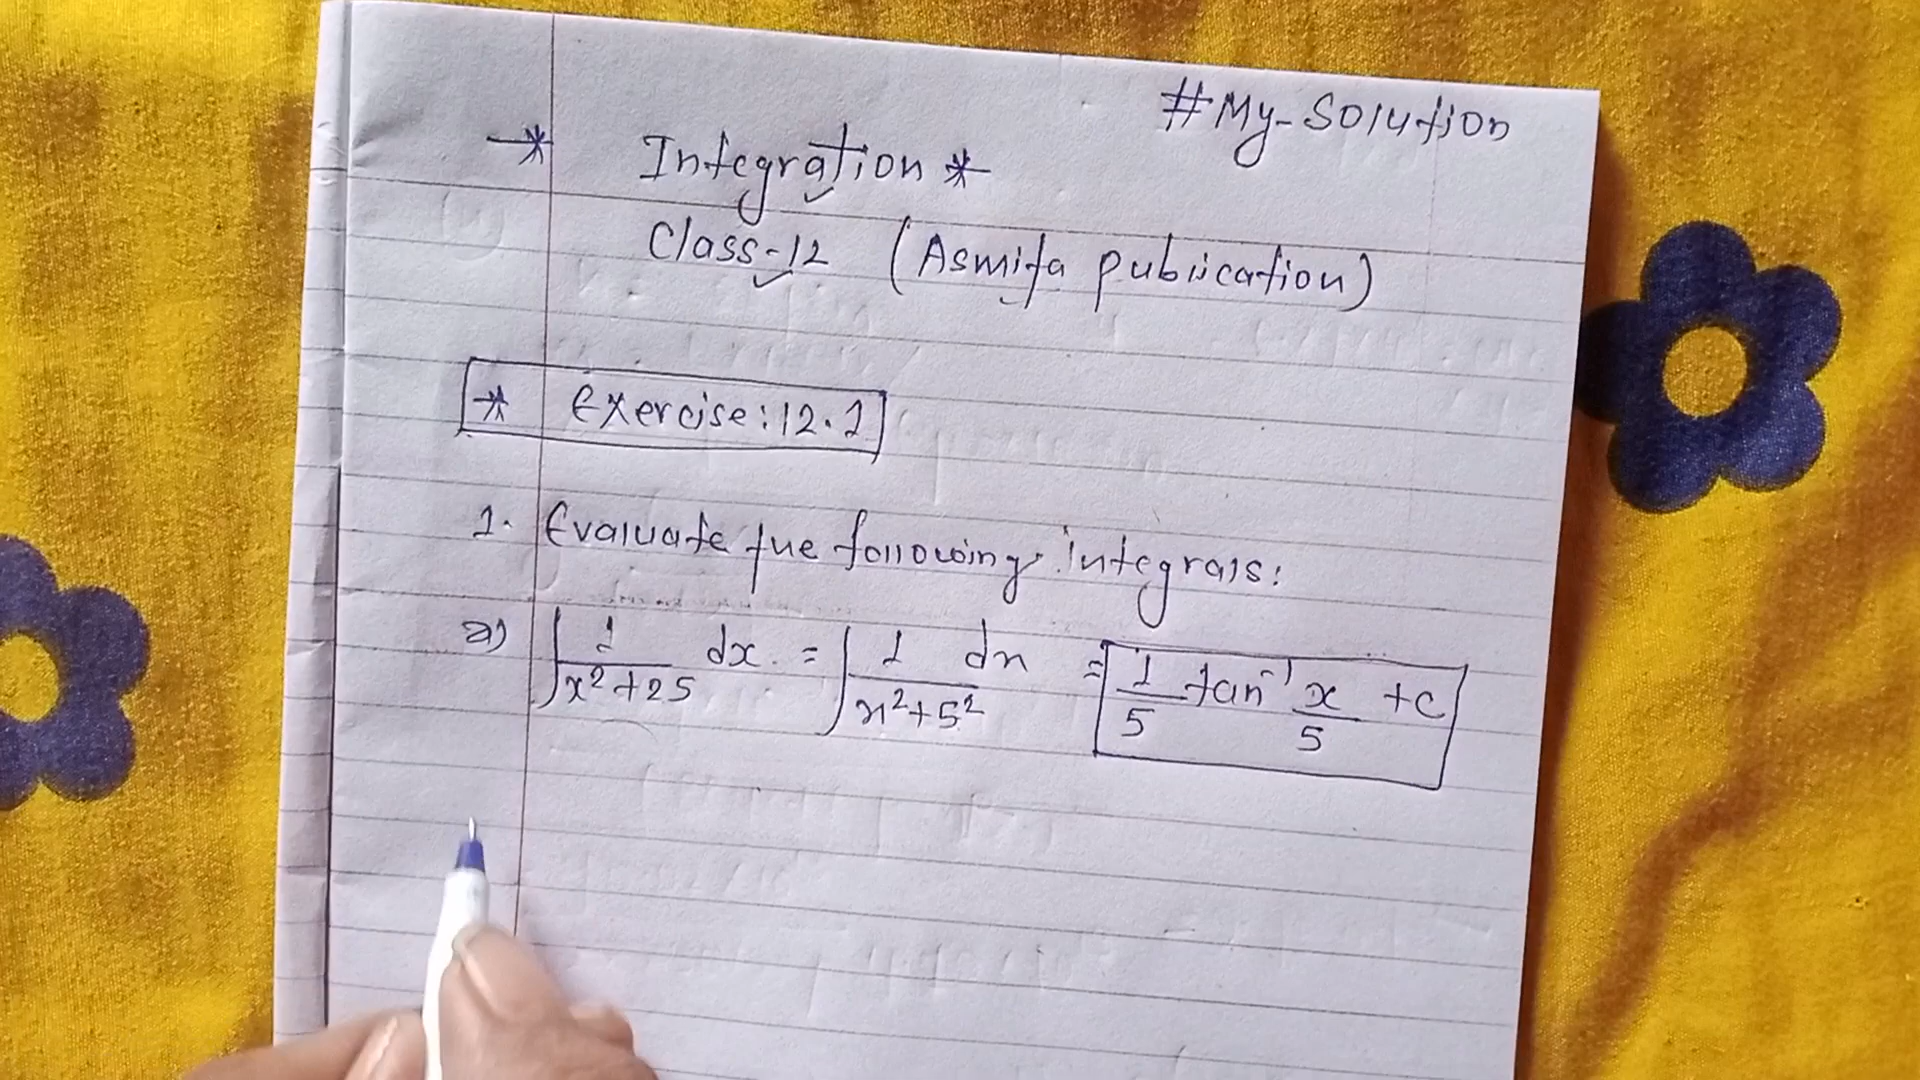 #My-Solution
* Integration *
Class-12 (Asmita publication)
* Exercise: 12.1
1. Evaluate the following integrals:
a) ∫ 1/(x²+25) dx = ∫ 1/(x²+5²) dx = 1/5 tan⁻¹ x/5 + c